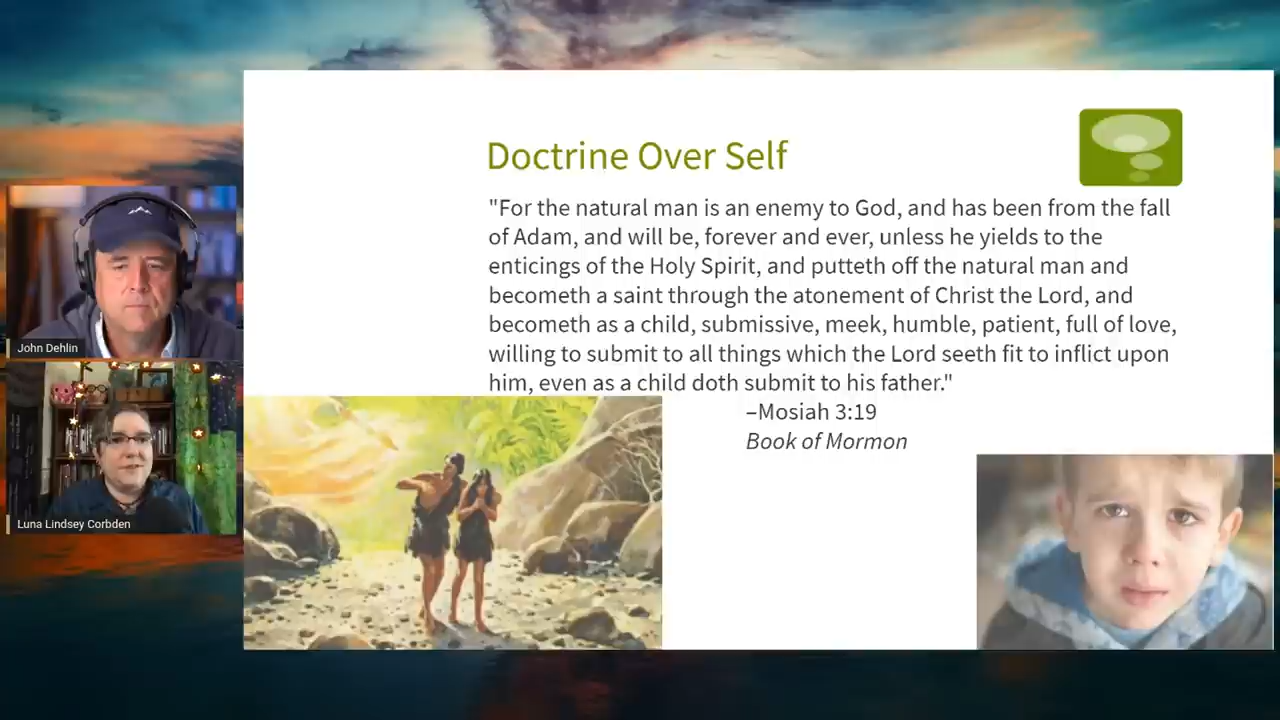 Doctrine Over Self
"For the natural man is an enemy to God, and has been from the fall
of Adam, and will be, forever and ever, unless he yields to the
enticings of the Holy Spirit, and putteth off the natural man and
becometh a saint through the atonement of Christ the Lord, and
becometh as a child, submissive, meek, humble, patient, full of love,
willing to submit to all things which the Lord seeth fit to inflict upon
him, even as a child doth submit to his father."
–Mosiah 3:19
Book of Mormon
John Dehlin
Luna Lindsey Corbden